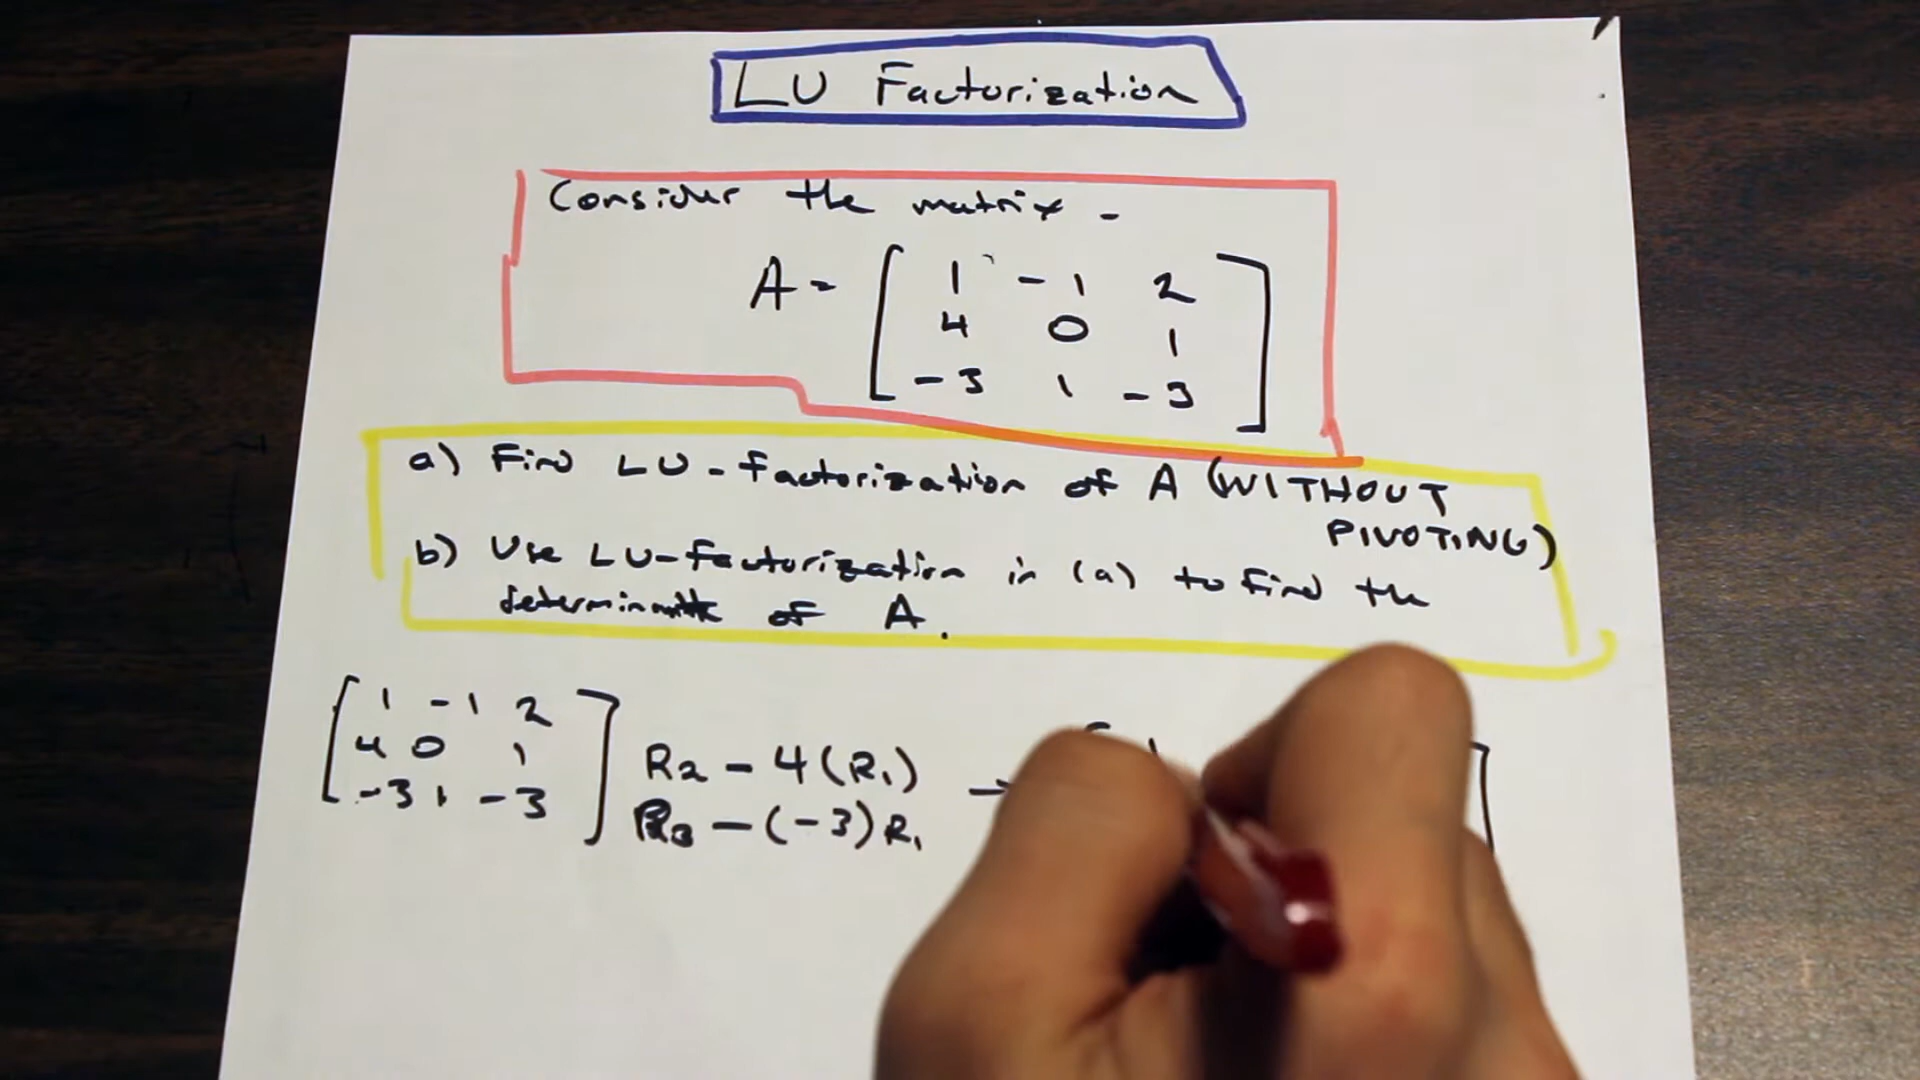 LU Factorization
Consider the matrix -
A = [ 1 -1 2
4 0 1
-3 1 -3 ]
a) Find LU-factorization of A (WITHOUT
PIVOTING)
b) Use LU-factorization in (a) to find the
of A.
[ 1 -1 2
4 0 1
-3 1 -3 ]
R2 - 4(R1) →
R3 - (-3)R1